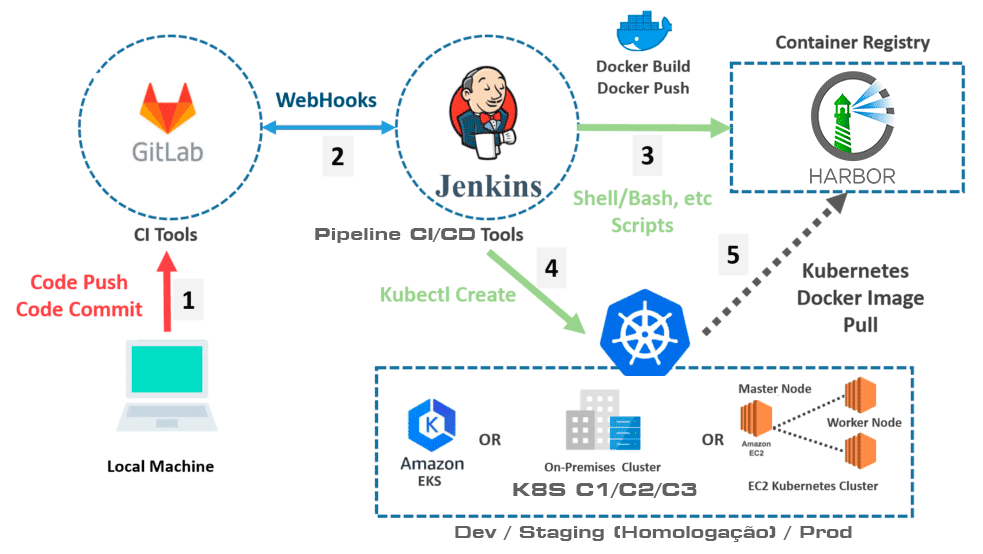 Docker Build
Docker Push
Container Registry
WebHooks
GitLab
2
Jenkins
3
HARBOR
Shell/Bash, etc
Scripts
CI Tools
Pipeline CI/CD Tools
Code Push
Code Commit
1
4
Kubectl Create
5
Kubernetes
Docker Image
Pull
Local Machine
Amazon
EKS
OR
On-Premises Cluster
K8S C1/C2/C3
OR
Master Node
Amazon
EC2
Worker Node
EC2 Kubernetes Cluster
Dev / Staging (Homologação) / Prod